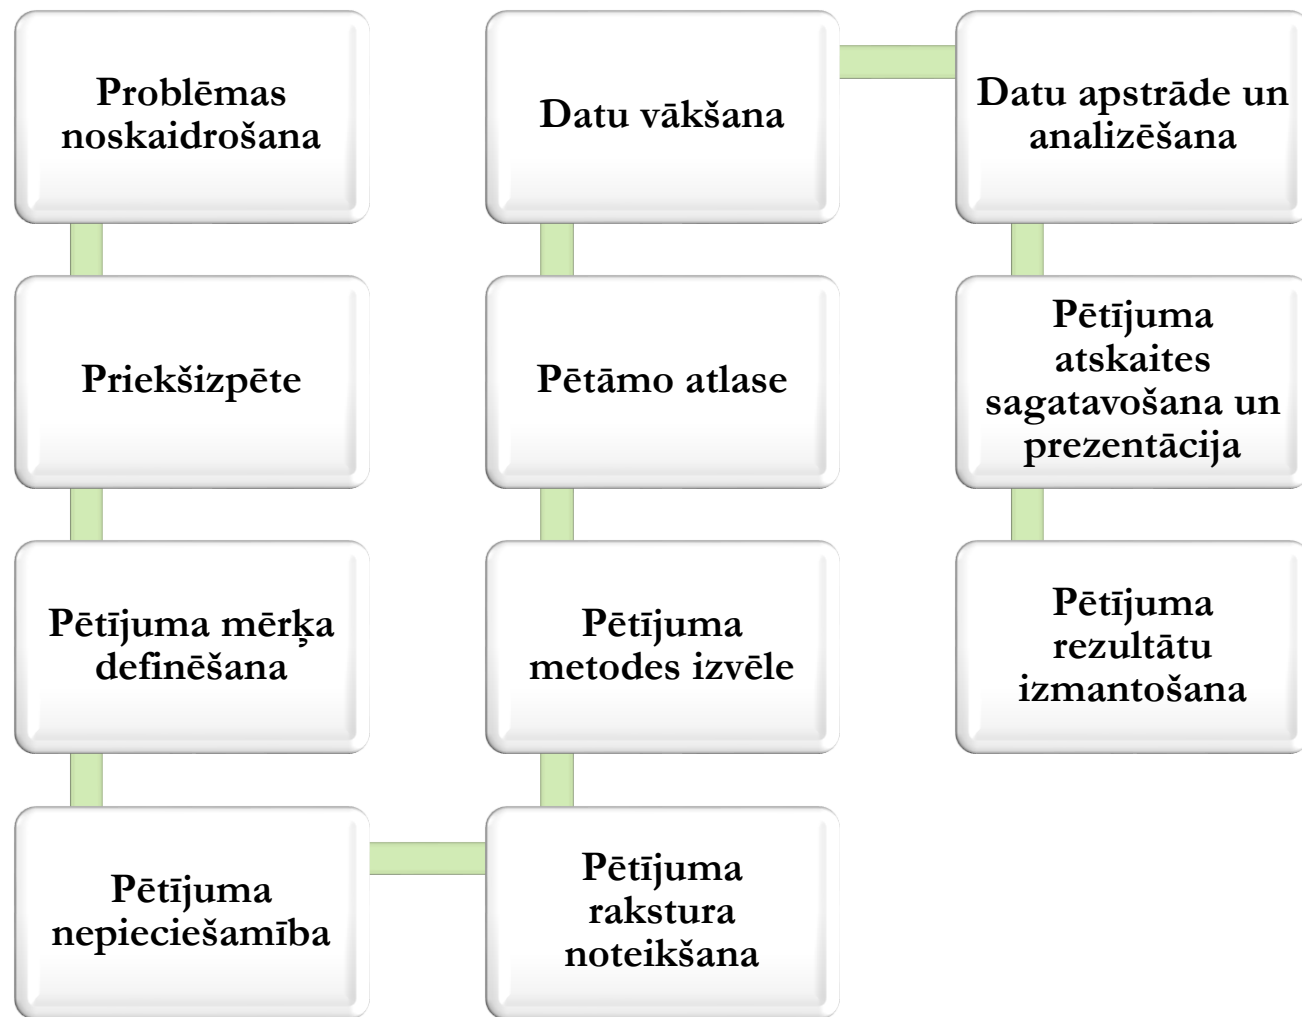 Problēmas
noskaidrošana
Priekšizpēte
Pētījuma mērķa
definēšana
Pētījuma
nepieciešamība
Pētījuma
rakstura
noteikšana
Pētījuma
metodes izvēle
Pētāmo atlase
Datu vākšana
Datu apstrāde un
analizēšana
Pētījuma
atskaites
sagatavošana un
prezentācija
Pētījuma
rezultātu
izmantošana